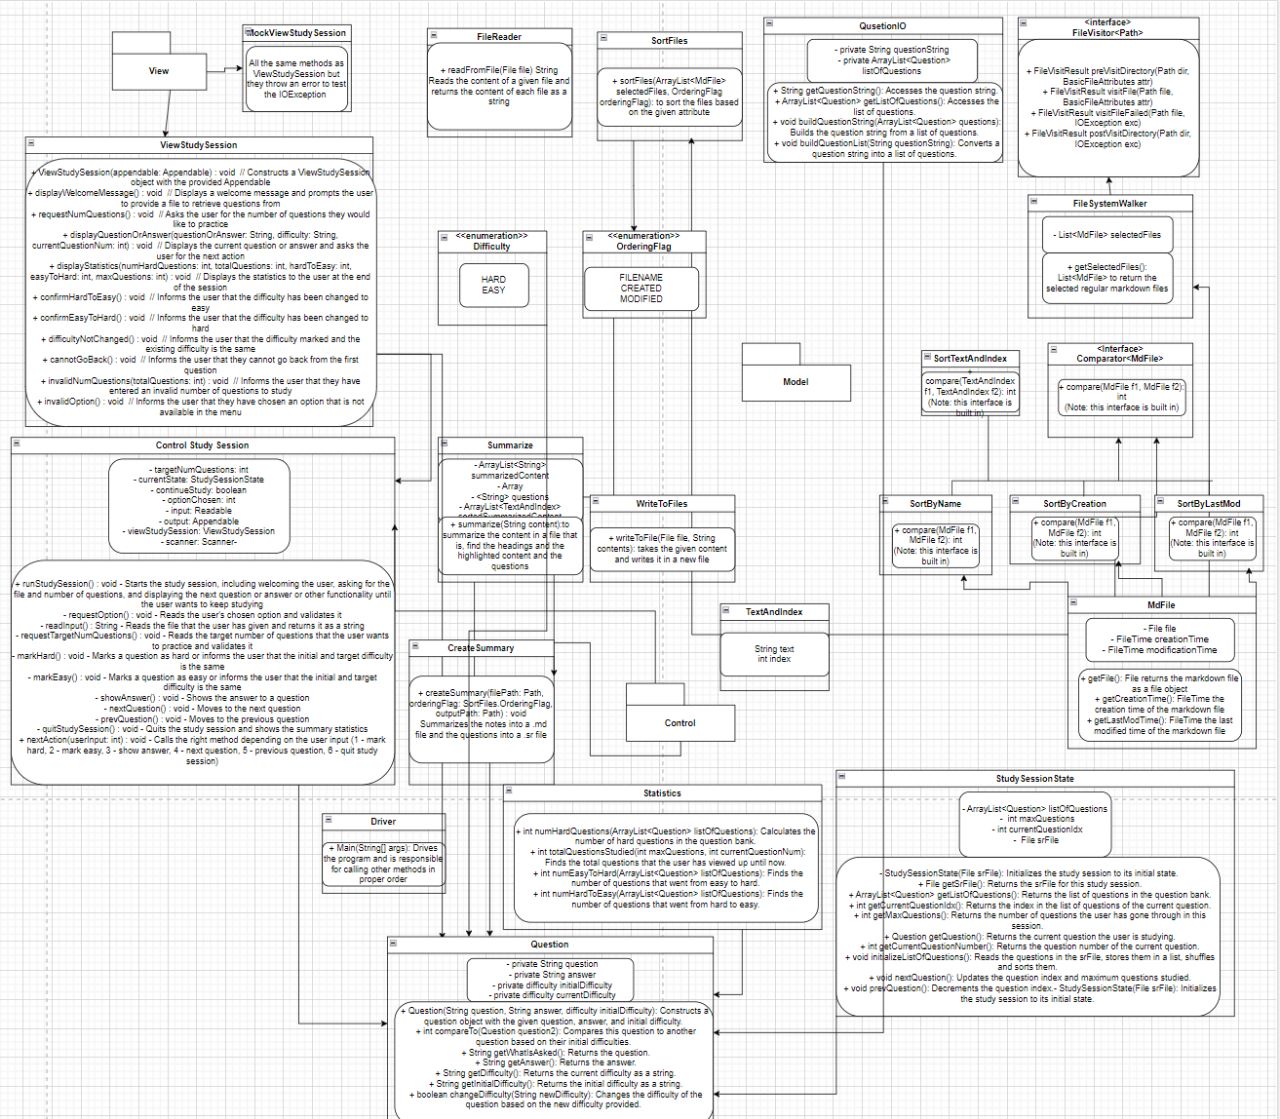 View
MockViewStudySession
All the same methods as
ViewStudySession but
they throw an error to test
the IOException
FileReader
+ readFromFile(File file) String
Reads the content of a given file and
returns the content of each file as a
string
SortFiles
+ sortFiles(ArrayList<MdFile>
selectedFiles, OrderingFlag
orderingFlag): to sort the files based
on the given attribute
QusetionIO
- private String questionString
- private ArrayList<Question>
listOfQuestions
+ String getQuestionString(): Accesses the question string.
+ ArrayList<Question> getListOfQuestions(): Accesses the
list of questions.
+ void buildQuestionString(ArrayList<Question> questions):
Builds the question string from a list of questions.
+ void buildQuestionList(String questionString): Converts a
question string into a list of questions.
<interface>
FileVisitor<Path>
+ FileVisitResult preVisitDirectory(Path dir,
BasicFileAttributes attr)
+ FileVisitResult visitFile(Path file,
BasicFileAttributes attr)
+ FileVisitResult visitFileFailed(Path file,
IOException exc)
+ FileVisitResult postVisitDirectory(Path dir,
IOException exc)
ViewStudySession
+ ViewStudySession(appendable: Appendable) : void // Constructs a ViewStudySession
object with the provided Appendable
+ displayWelcomeMessage() : void // Displays a welcome message and prompts the user
to provide a file to retrieve questions from
+ requestNumQuestions() : void // Asks the user for the number of questions they would
like to practice
+ displayQuestionOrAnswer(questionOrAnswer: String, difficulty: String,
currentQuestionNum: int) : void // Displays the current question or answer and asks the
user for the next action
+ displayStatistics(numHardQuestions: int, totalQuestions: int, hardToEasy: int,
easyToHard: int, maxQuestions: int) : void // Displays the statistics to the user at the end
of the session
+ confirmHardToEasy() : void // Informs the user that the difficulty has been changed to
easy
+ confirmEasyToHard() : void // Informs the user that the difficulty has been changed to
hard
+ difficultyNotChanged() : void // Informs the user that the difficulty marked and the
existing difficulty is the same
+ cannotGoBack() : void // Informs the user that they cannot go back from the first
question
+ invalidNumQuestions(totalQuestions: int) : void // Informs the user that they have
entered an invalid number of questions to study
+ invalidOption() : void // Informs the user that they have chosen an option that is not
available in the menu
<<enumeration>>
Difficulty
HARD
EASY
<<enumeration>>
OrderingFlag
FILENAME
CREATED
MODIFIED
FileSystemWalker
- List<MdFile> selectedFiles
+ getSelectedFiles():
List<MdFile> to return the
selected regular markdown files
Model
SortTextAndIndex
+
compare(TextAndIndex
f1, TextAndIndex f2): int
(Note: this interface is
built in)
<Interface>
Comparator<MdFile>
+ compare(MdFile f1, MdFile f2):
int
(Note: this interface is built in)
Control Study Session
- targetNumQuestions: int
- currentState: StudySessionState
- continueStudy: boolean
- optionChosen: int
- input: Readable
- output: Appendable
- viewStudySession: ViewStudySession
- scanner: Scanner-
+ runStudySession() : void - Starts the study session, including welcoming the user, asking for the
file and number of questions, and displaying the next question or answer or other functionality until
the user wants to keep studying
- requestOption() : void - Reads the user's chosen option and validates it
- readInput() : String - Reads the file that the user has given and returns it as a string
- requestTargetNumQuestions() : void - Reads the target number of questions that the user wants
to practice and validates it
- markHard() : void - Marks a question as hard or informs the user that the initial and target difficulty
is the same
- markEasy() : void - Marks a question as easy or informs the user that the initial and target
difficulty is the same
- showAnswer() : void - Shows the answer to a question
- nextQuestion() : void - Moves to the next question
- prevQuestion() : void - Moves to the previous question
- quitStudySession() : void - Quits the study session and shows the summary statistics
+ nextAction(userInput: int) : void - Calls the right method depending on the user input (1 - mark
hard, 2 - mark easy, 3 - show answer, 4 - next question, 5 - previous question, 6 - quit study
session)
Summarize
- ArrayList<String>
summarizedContent
- Array
- <String> questions
- ArrayList<TextAndIndex>
sortedSummarizedContent
+ summarize(String content):to
summarize the content in a file that
is, find the headings and the
highlighted content and the
questions
WriteToFiles
+ writeToFile(File file, String
contents): takes the given content
and writes it in a new file
SortByName
+ compare(MdFile f1,
MdFile f2): int
(Note: this interface is
built in)
SortByCreation
+ compare(MdFile f1,
MdFile f2): int
(Note: this interface is
built in)
SortByLastMod
+ compare(MdFile f1,
MdFile f2): int
(Note: this interface is
built in)
TextAndIndex
String text
int index
MdFile
- File file
- FileTime creationTime
- FileTime modificationTime
+ getFile(): File returns the markdown file
as a file object
+ getCreationTime(): FileTime the
creation time of the markdown file
+ getLastModTime(): FileTime the last
modified time of the markdown file
CreateSummary
+ createSummary(filePath: Path,
orderingFlag: SortFiles.OrderingFlag,
outputPath: Path) : void
Summarizes the notes into a .md
file and the questions into a .sr file
Control
Driver
+ Main(String[] args): Drives
the program and is responsible
for calling other methods in
proper order
Statistics
+ int numHardQuestions(ArrayList<Question> listOfQuestions): Calculates the
number of hard questions in the question bank.
+ int totalQuestionsStudied(int maxQuestions, int currentQuestionNum):
Finds the total questions that the user has viewed up until now.
+ int numEasyToHard(ArrayList<Question> listOfQuestions): Finds the
number of questions that went from easy to hard.
+ int numHardToEasy(ArrayList<Question> listOfQuestions): Finds the
number of questions that went from hard to easy.
StudySessionState
- ArrayList<Question> listOfQuestions
- int maxQuestions
- int currentQuestionIdx
- File srFile
- StudySessionState(File srFile): Initializes the study session to its initial state.
+ File getSrFile(): Returns the srFile for this study session.
+ ArrayList<Question> getListOfQuestions(): Returns the list of questions in the question bank.
+ int getCurrentQuestionIdx(): Returns the index in the list of questions of the current question.
+ int getMaxQuestions(): Returns the number of questions the user has gone through in this
session.
+ Question getQuestion(): Returns the current question the user is studying.
+ int getCurrentQuestionNumber(): Returns the question number of the current question.
+ void initializeListOfQuestions(): Reads the questions in the srFile, stores them in a list, shuffles
and sorts them.
+ void nextQuestion(): Updates the question index and maximum questions studied.
+ void prevQuestion(): Decrements the question index.- StudySessionState(File srFile): Initializes
the study session to its initial state.
Question
- private String question
- private String answer
- private difficulty initialDifficulty
- private difficulty currentDifficulty
+ Question(String question, String answer, difficulty initialDifficulty): Constructs a
question object with the given question, answer, and initial difficulty.
+ int compareTo(Question question2): Compares this question to another
question based on their initial difficulties.
+ String getWhatIsAsked(): Returns the question.
+ String getAnswer(): Returns the answer.
+ String getDifficulty(): Returns the current difficulty as a string.
+ String getInitialDifficulty(): Returns the initial difficulty as a string.
+ boolean changeDifficulty(String newDifficulty): Changes the difficulty of the
question based on the new difficulty provided.